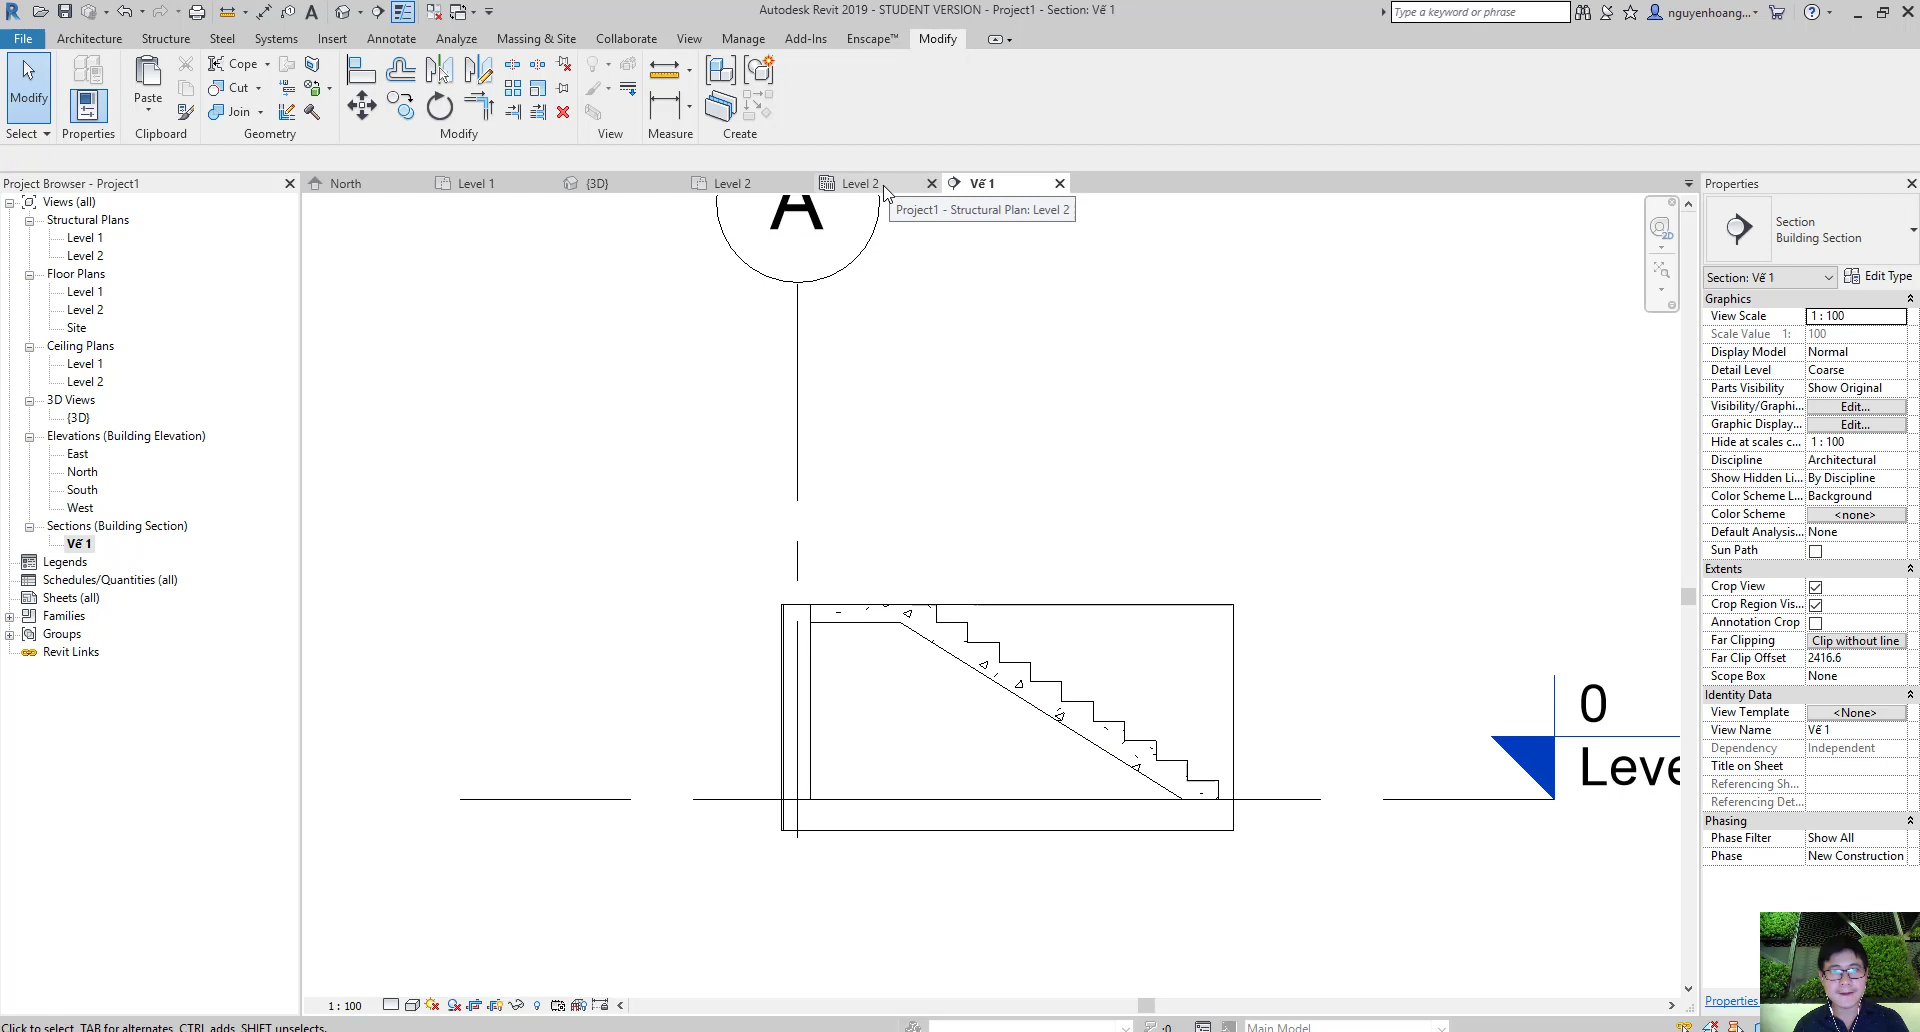 Autodesk Revit 2019 - STUDENT VERSION - Project1 - Section: Vế 1
Type a keyword or phrase
nguyenhoang...
File Architecture Structure Steel Systems Insert Annotate Analyze Massing & Site Collaborate View Manage Add-Ins Enscape™ Modify
Modify
Paste
Cope
Cut
Join
Select Properties Clipboard Geometry Modify View Measure Create
Project Browser - Project1
North
Level 1
{3D}
Level 2
Level 2
Vế 1
Project1 - Structural Plan: Level 2
Views (all)
Structural Plans
Level 1
Level 2
Floor Plans
Level 1
Level 2
Site
Ceiling Plans
Level 1
Level 2
3D Views
{3D}
Elevations (Building Elevation)
East
North
South
West
Sections (Building Section)
Vế 1
Legends
Schedules/Quantities (all)
Sheets (all)
Families
Groups
Revit Links
A
2D
0
Leve
Properties
Section
Building Section
Section: Vế 1
Edit Type
Graphics
View Scale 1 : 100
Scale Value 1: 100
Display Model Normal
Detail Level Coarse
Parts Visibility Show Original
Visibility/Graphi... Edit...
Graphic Display... Edit...
Hide at scales c... 1 : 100
Discipline Architectural
Show Hidden Li... By Discipline
Color Scheme L... Background
Color Scheme <none>
Default Analysis... None
Sun Path
Extents
Crop View
Crop Region Vis...
Annotation Crop
Far Clipping Clip without line
Far Clip Offset 2416.6
Scope Box None
Identity Data
View Template <None>
View Name Vế 1
Dependency Independent
Title on Sheet
Referencing Sh...
Referencing Det...
Phasing
Phase Filter Show All
Phase New Construction
Properties
1 : 100
Click to select, TAB for alternates, CTRL adds, SHIFT unselects.
:0
Main Model